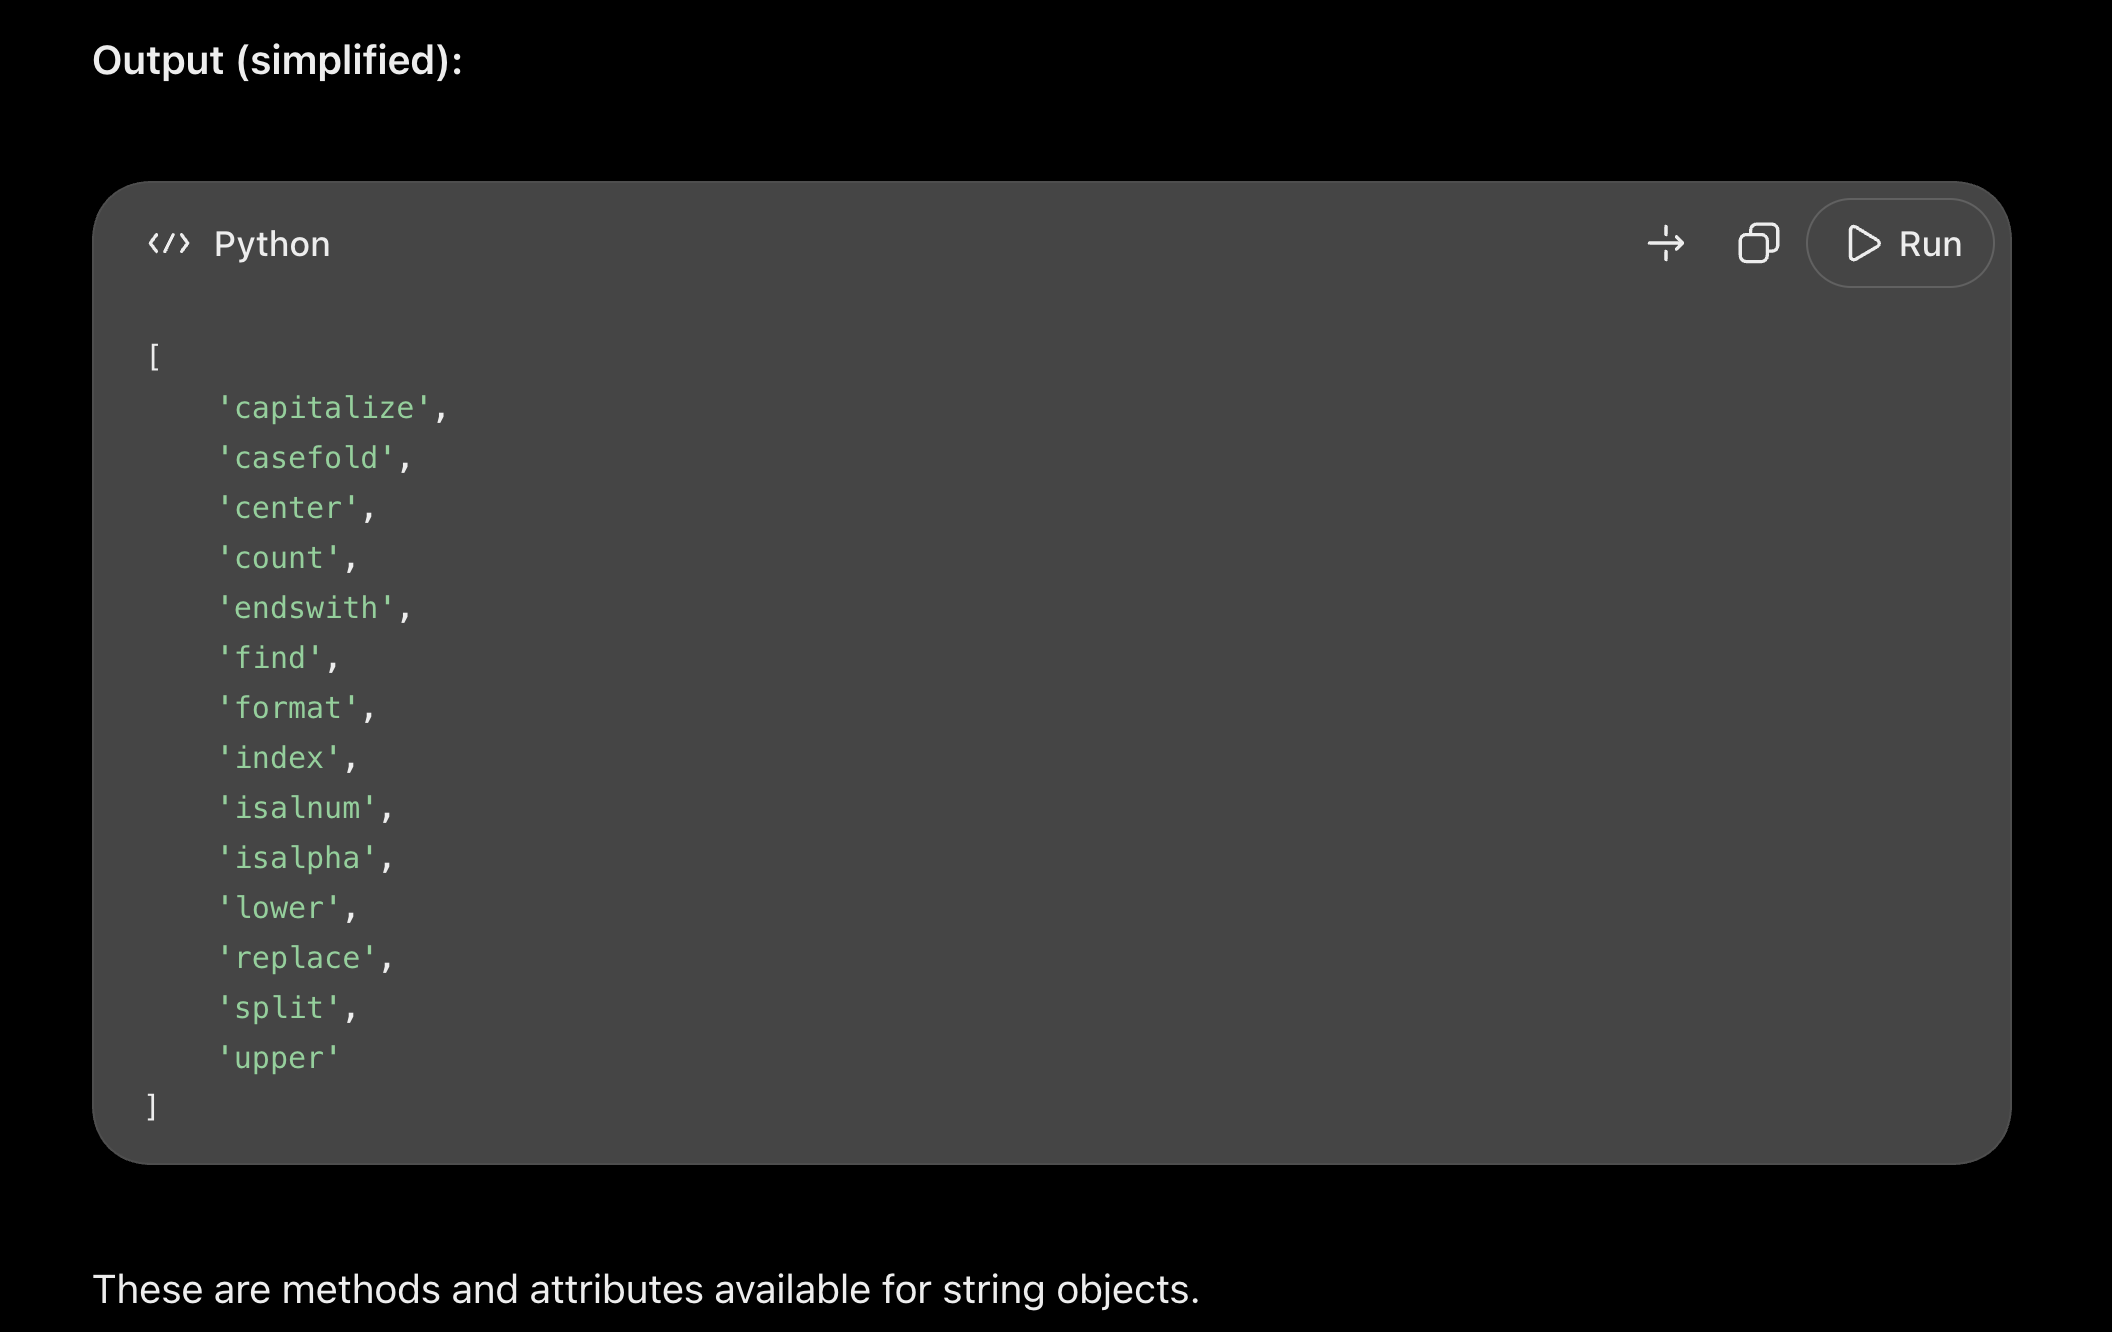 Output (simplified):
</> Python
Run
[
    'capitalize',
    'casefold',
    'center',
    'count',
    'endswith',
    'find',
    'format',
    'index',
    'isalnum',
    'isalpha',
    'lower',
    'replace',
    'split',
    'upper'
]
These are methods and attributes available for string objects.